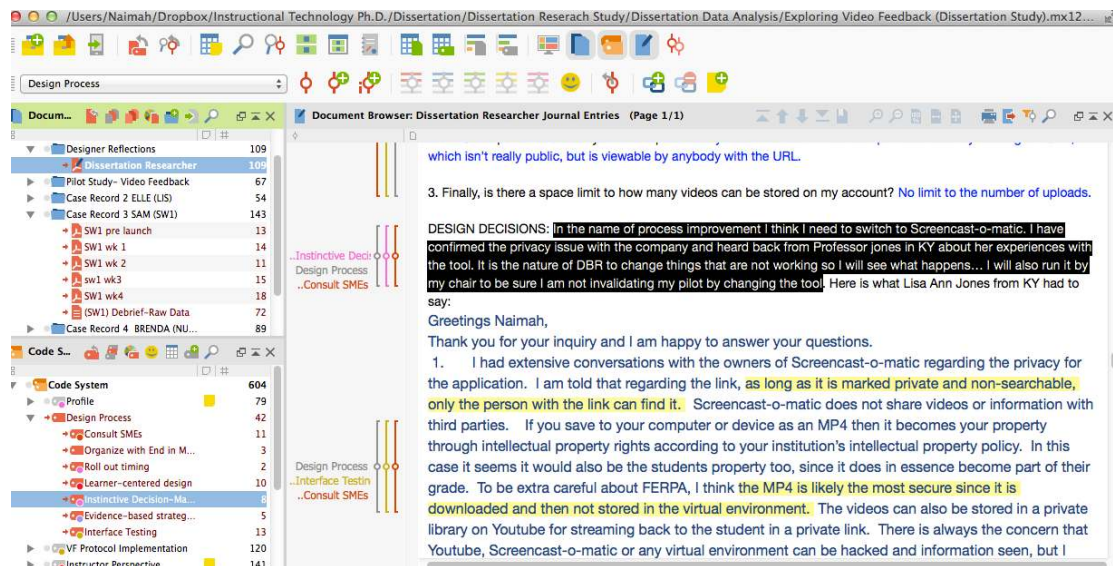 /Users/Naimah/Dropbox/Instructional Technology Ph.D./Dissertation/Dissertation Reserach Study/Dissertation Data Analysis/Exploring Video Feedback (Dissertation Study).mx12...
Design Process
Docum...
Designer Reflections 109
Dissertation Researcher 109
Pilot Study- Video Feedback 67
Case Record 2 ELLE (LIS) 54
Case Record 3 SAM (SW1) 143
SW1 pre launch 13
SW1 wk 1 14
SW1 wk 2 11
sw1 wk3 15
SW1 wk4 18
(SW1) Debrief-Raw Data 72
Case Record 4 BRENDA (NU... 89
Code S...
Code System 604
Profile 79
Design Process 42
Consult SMEs 11
Organize with End in M... 3
Roll out timing 2
Learner-centered design 10
Instinctive Decision-Ma... 8
Evidence-based strateg... 5
Interface Testing 13
VF Protocol Implementation 120
Instructor Perspective 141
Document Browser: Dissertation Researcher Journal Entries (Page 1/1)
which isn't really public, but is viewable by anybody with the URL.
3. Finally, is there a space limit to how many videos can be stored on my account? No limit to the number of uploads.
..Instinctive Deci:
Design Process
..Consult SMEs
DESIGN DECISIONS: In the name of process improvement I think I need to switch to Screencast-o-matic. I have
confirmed the privacy issue with the company and heard back from Professor jones in KY about her experiences with
the tool. It is the nature of DBR to change things that are not working so I will see what happens... I will also run it by
my chair to be sure I am not invalidating my pilot by changing the tool. Here is what Lisa Ann Jones from KY had to
say:
Greetings Naimah,
Thank you for your inquiry and I am happy to answer your questions.
1. I had extensive conversations with the owners of Screencast-o-matic regarding the privacy for
the application. I am told that regarding the link, as long as it is marked private and non-searchable,
only the person with the link can find it. Screencast-o-matic does not share videos or information with
third parties. If you save to your computer or device as an MP4 then it becomes your property
through intellectual property rights according to your institution's intellectual property policy. In this
case it seems it would also be the students property too, since it does in essence become part of their
grade. To be extra careful about FERPA, I think the MP4 is likely the most secure since it is
downloaded and then not stored in the virtual environment. The videos can also be stored in a private
library on Youtube for streaming back to the student in a private link. There is always the concern that
Youtube, Screencast-o-matic or any virtual environment can be hacked and information seen, but I
Design Process
..Interface Testin
..Consult SMEs